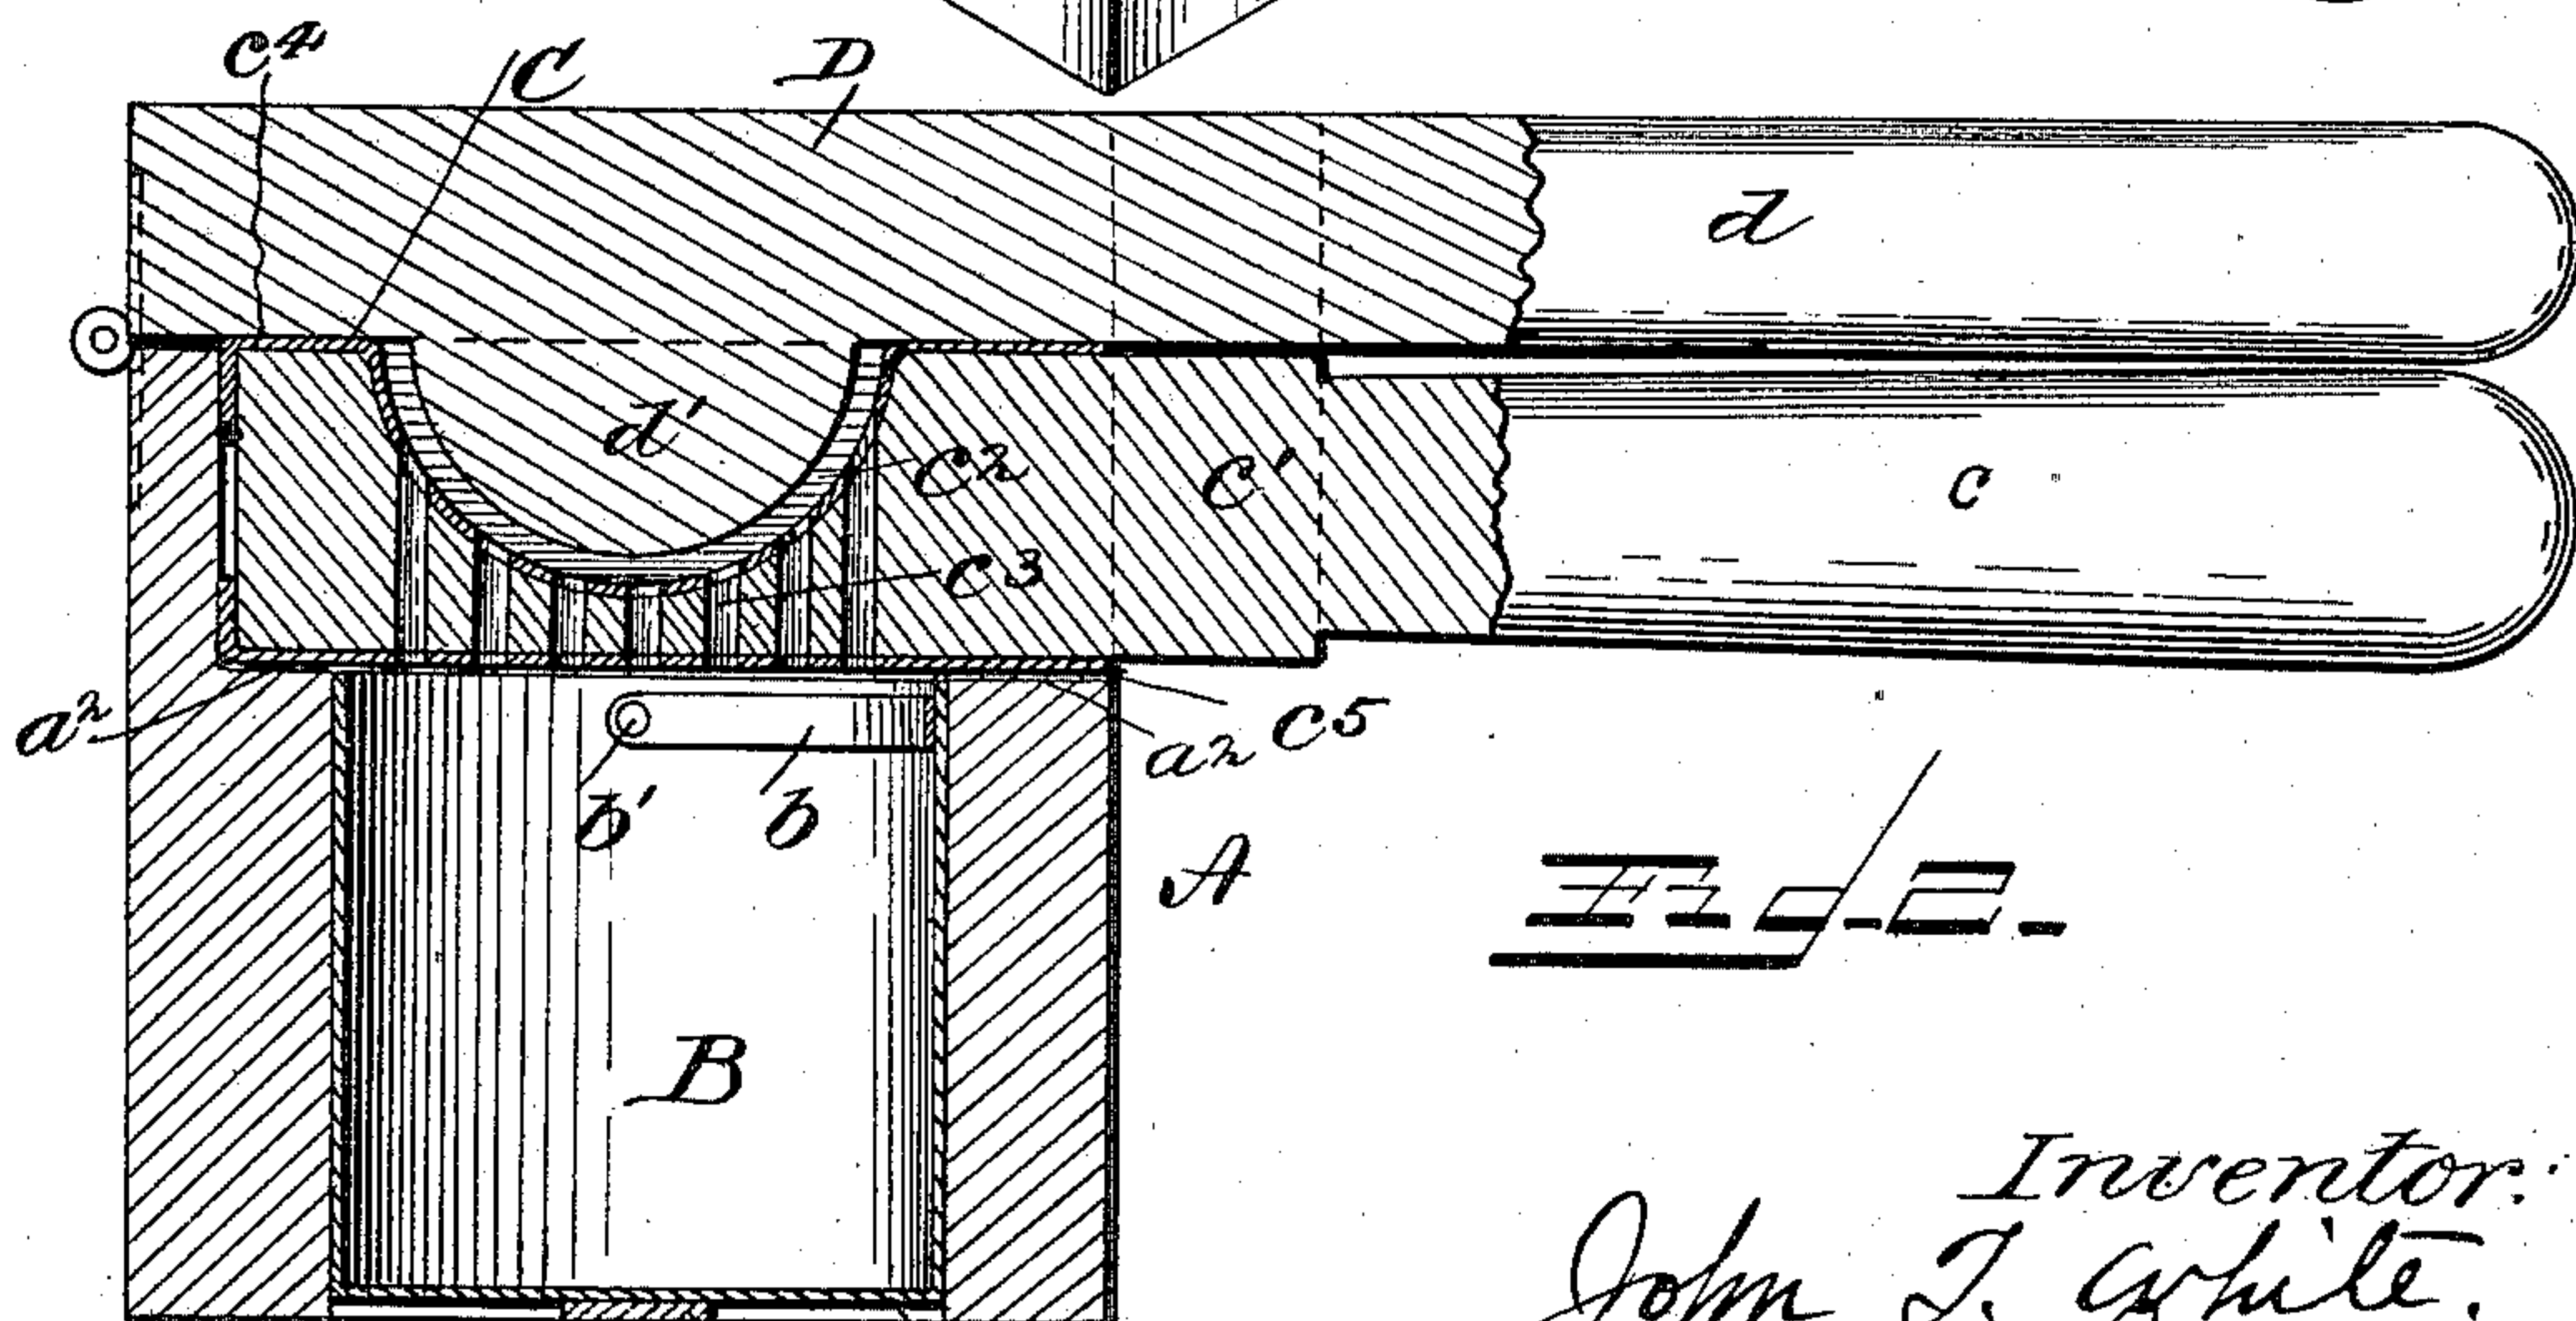 c4 C D
d
d'
c2 C' c
c3
a2 a2 c5
b' b
A
Fig-2-
B
Inventor:
John T. White.